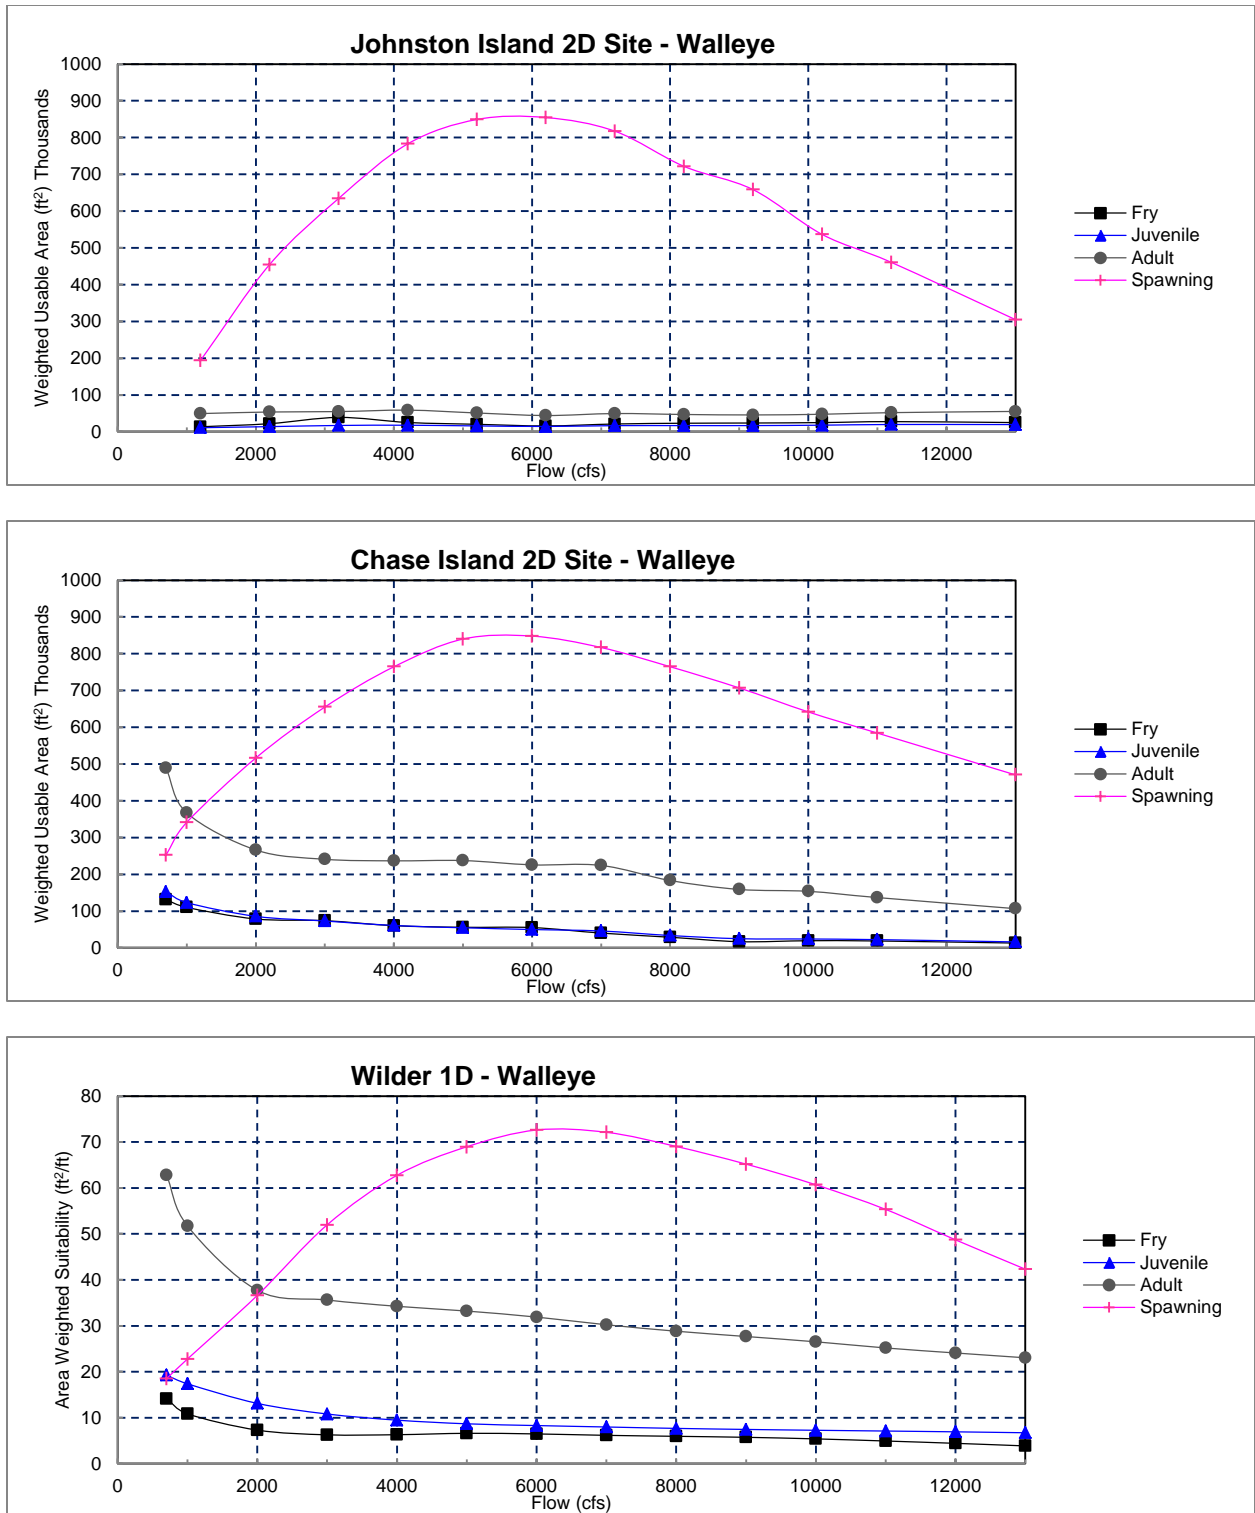 Johnston Island 2D Site - Walleye
1000
900
800
700
600
500
400
300
200
100
0
Weighted Usable Area (ft²) Thousands
0 2000 4000 6000 8000 10000 12000
Flow (cfs)
Fry
Juvenile
Adult
Spawning
Chase Island 2D Site - Walleye
1000
900
800
700
600
500
400
300
200
100
0
Weighted Usable Area (ft²) Thousands
0 2000 4000 6000 8000 10000 12000
Flow (cfs)
Fry
Juvenile
Adult
Spawning
Wilder 1D - Walleye
80
70
60
50
40
30
20
10
0
Area Weighted Suitability (ft²/ft)
0 2000 4000 6000 8000 10000 12000
Flow (cfs)
Fry
Juvenile
Adult
Spawning